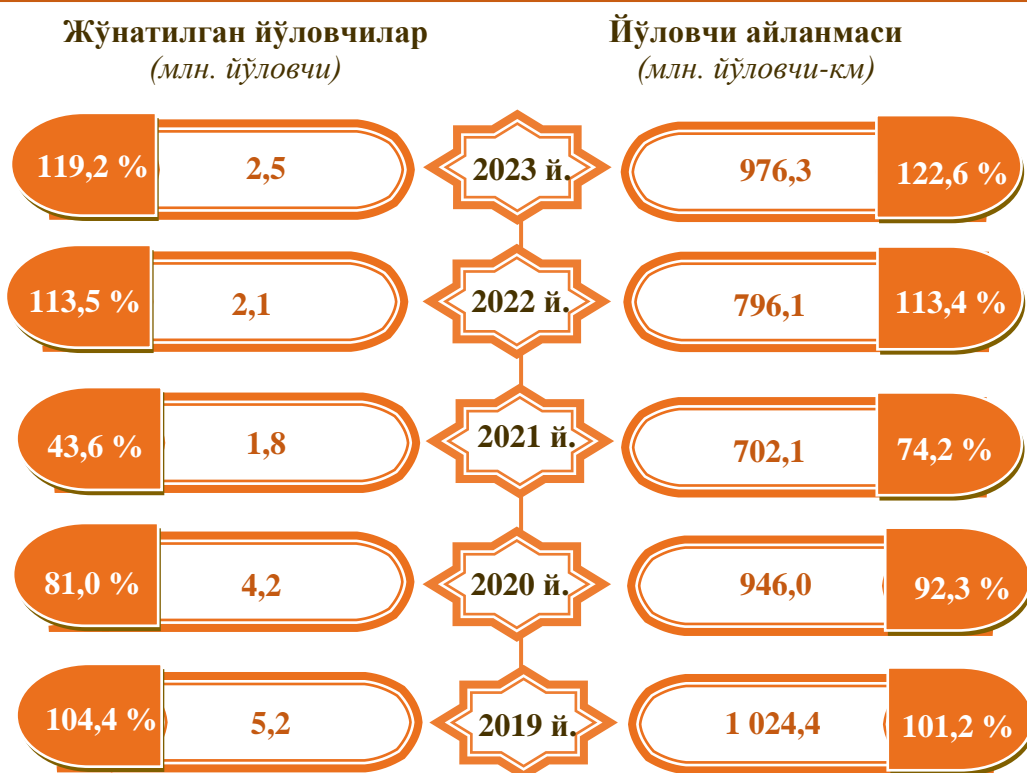 Жўнатилган йўловчилар Йўловчи айланмаси
(млн. йўловчи) (млн. йўловчи-км)
119,2 % 2,5 2023 й. 976,3 122,6 %
113,5 % 2,1 2022 й. 796,1 113,4 %
43,6 % 1,8 2021 й. 702,1 74,2 %
81,0 % 4,2 2020 й. 946,0 92,3 %
104,4 % 5,2 2019 й. 1 024,4 101,2 %